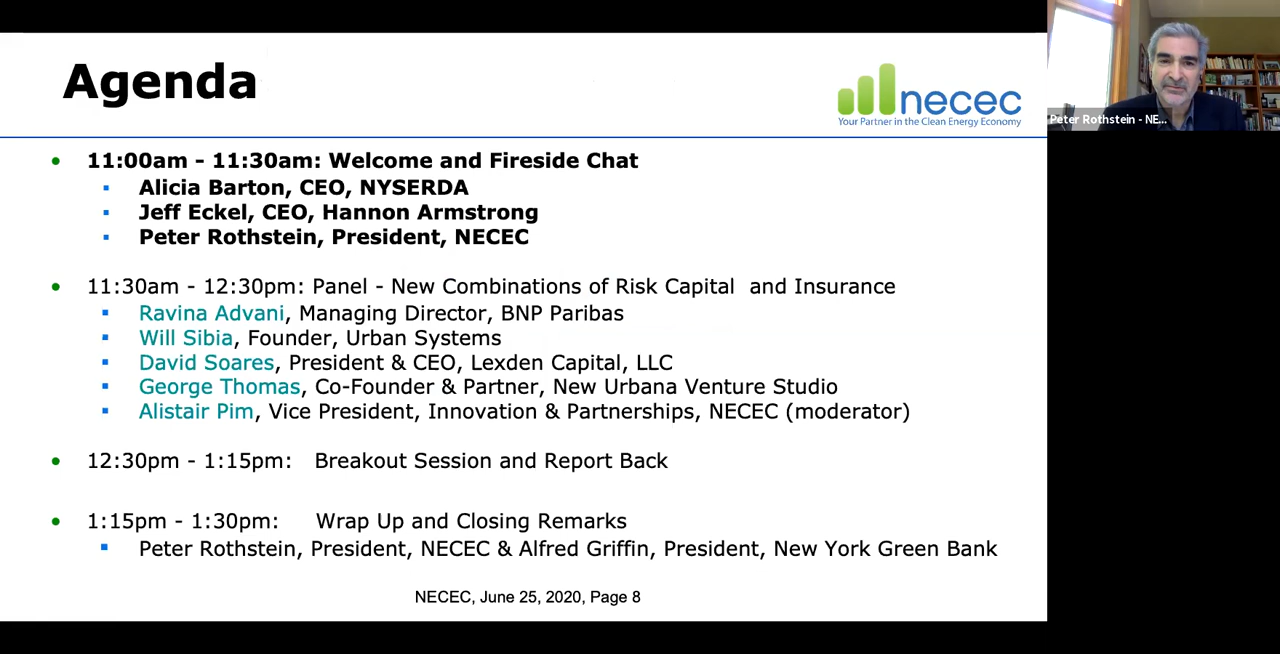 Agenda
necec
Your Partner in the Clean Energy Economy
Peter Rothstein - NE...
11:00am - 11:30am: Welcome and Fireside Chat
Alicia Barton, CEO, NYSERDA
Jeff Eckel, CEO, Hannon Armstrong
Peter Rothstein, President, NECEC
11:30am - 12:30pm: Panel - New Combinations of Risk Capital and Insurance
Ravina Advani, Managing Director, BNP Paribas
Will Sibia, Founder, Urban Systems
David Soares, President & CEO, Lexden Capital, LLC
George Thomas, Co-Founder & Partner, New Urbana Venture Studio
Alistair Pim, Vice President, Innovation & Partnerships, NECEC (moderator)
12:30pm - 1:15pm: Breakout Session and Report Back
1:15pm - 1:30pm: Wrap Up and Closing Remarks
Peter Rothstein, President, NECEC & Alfred Griffin, President, New York Green Bank
NECEC, June 25, 2020, Page 8